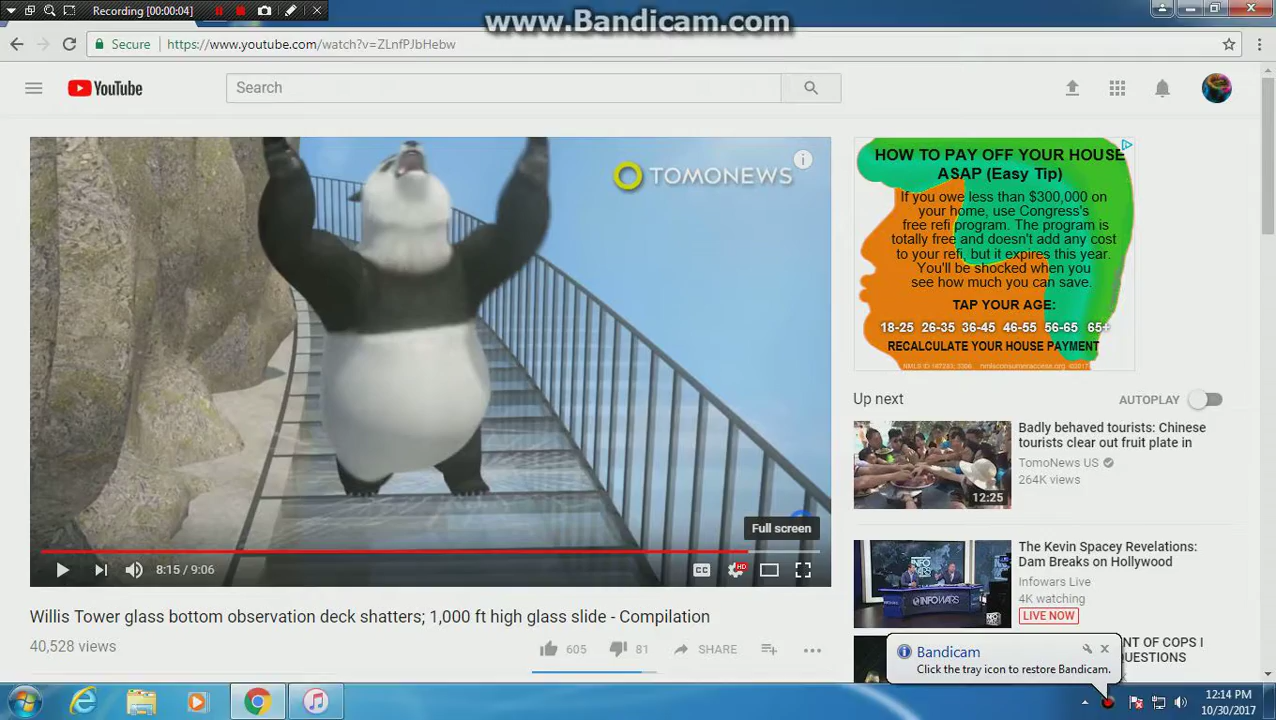 Recording [00:00:04]
www.Bandicam.com
Secure
https://www.youtube.com/watch?v=ZLnfPJbHebw
YouTube
Search
TOMONEWS
HOW TO PAY OFF YOUR HOUSE
ASAP (Easy Tip)
If you owe less than $300,000 on
your home, use Congress's
free refi program. The program is
totally free and doesn't add any cost
to your refi, but it expires this year.
You'll be shocked when you
see how much you can save.
TAP YOUR AGE:
18-25 26-35 36-45 46-55 56-65 65+
RECALCULATE YOUR HOUSE PAYMENT
Up next
AUTOPLAY
Badly behaved tourists: Chinese
tourists clear out fruit plate in
TomoNews US
264K views
12:25
Full screen
8:15 / 9:06
CC
HD
The Kevin Spacey Revelations:
Dam Breaks on Hollywood
Infowars Live
4K watching
LIVE NOW
INFOWARS
Willis Tower glass bottom observation deck shatters; 1,000 ft high glass slide - Compilation
40,528 views
605
81
SHARE
NT OF COPS I
QUESTIONS
Bandicam
Click the tray icon to restore Bandicam.
12:14 PM
10/30/2017